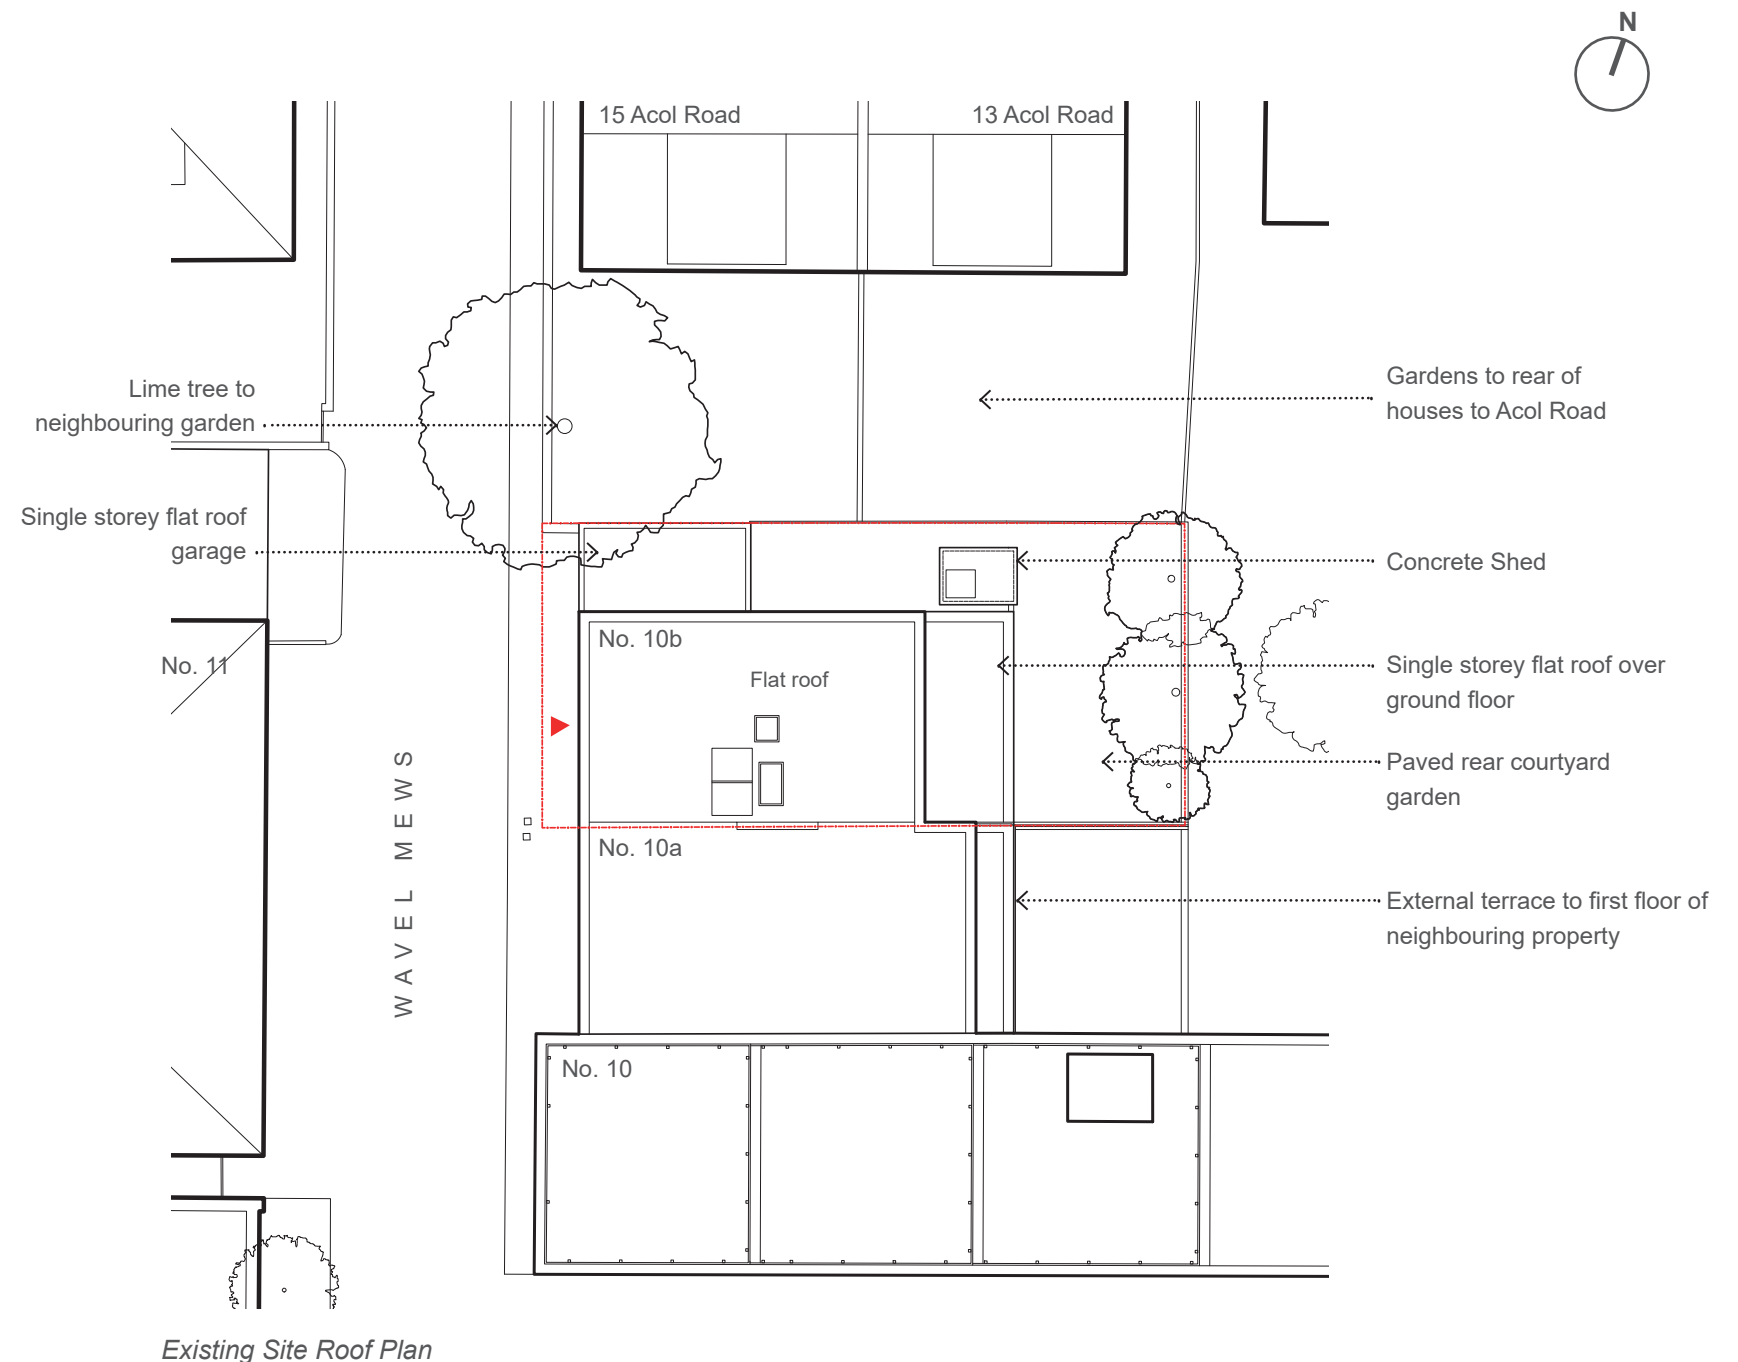 N
15 Acol Road
13 Acol Road
Lime tree to
neighbouring garden
Gardens to rear of
houses to Acol Road
Single storey flat roof
garage
Concrete Shed
No. 11
No. 10b
Flat roof
Single storey flat roof over
ground floor
Paved rear courtyard
garden
WAVEL MEWS
No. 10a
External terrace to first floor of
neighbouring property
No. 10
Existing Site Roof Plan